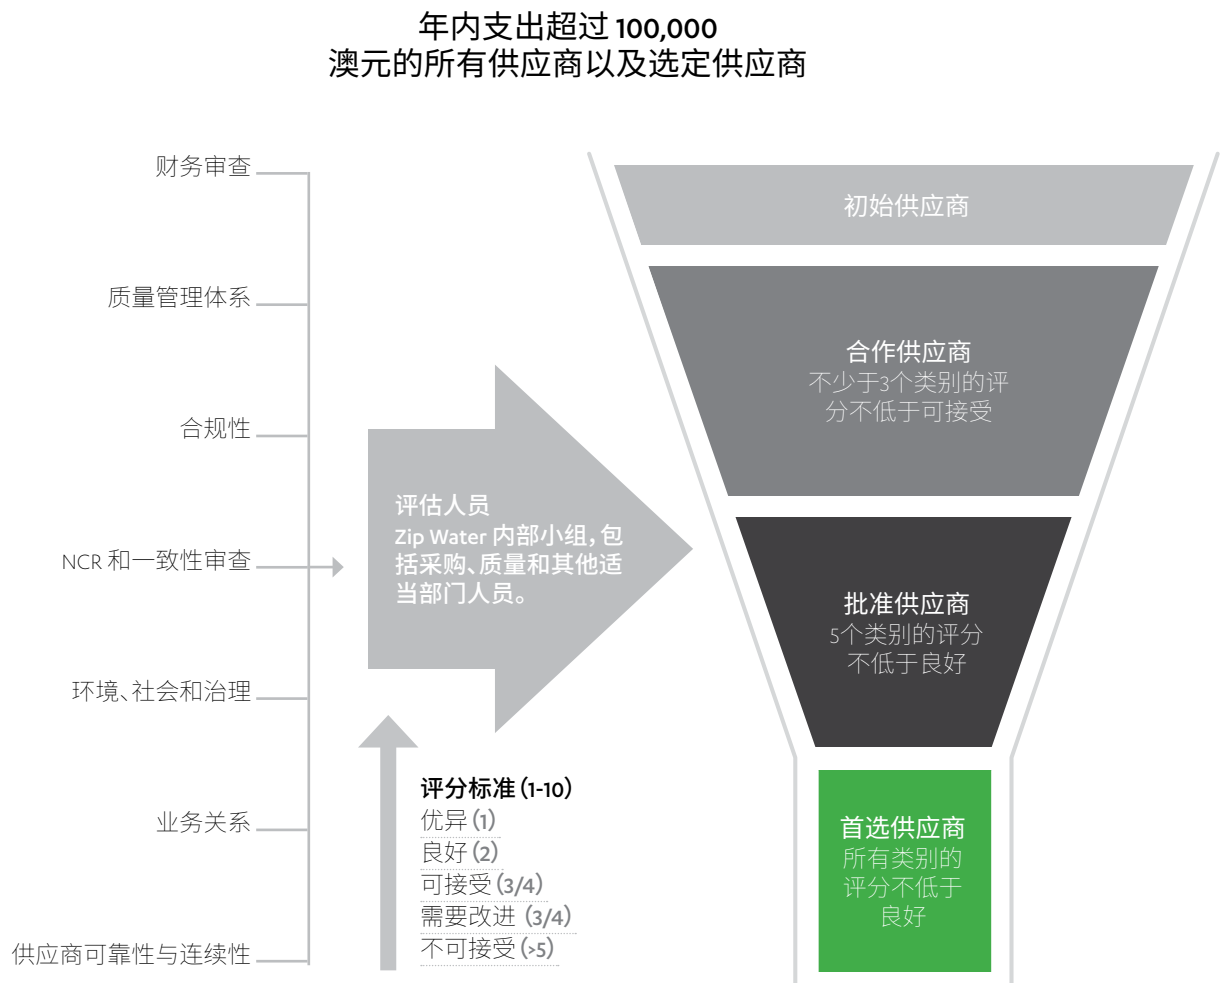 年内支出超过 100,000
澳元的所有供应商以及选定供应商
财务审查
质量管理体系
合规性
NCR 和一致性审查
环境、社会和治理
业务关系
供应商可靠性与连续性
评估人员
Zip Water 内部小组，包
括采购、质量和其他适
当部门人员。
评分标准（1-10）
优异（1）
良好（2）
可接受（3/4）
需要改进（3/4）
不可接受（>5）
初始供应商
合作供应商
不少于3个类别的评
分不低于可接受
批准供应商
5个类别的评分
不低于良好
首选供应商
所有类别的
评分不低于
良好